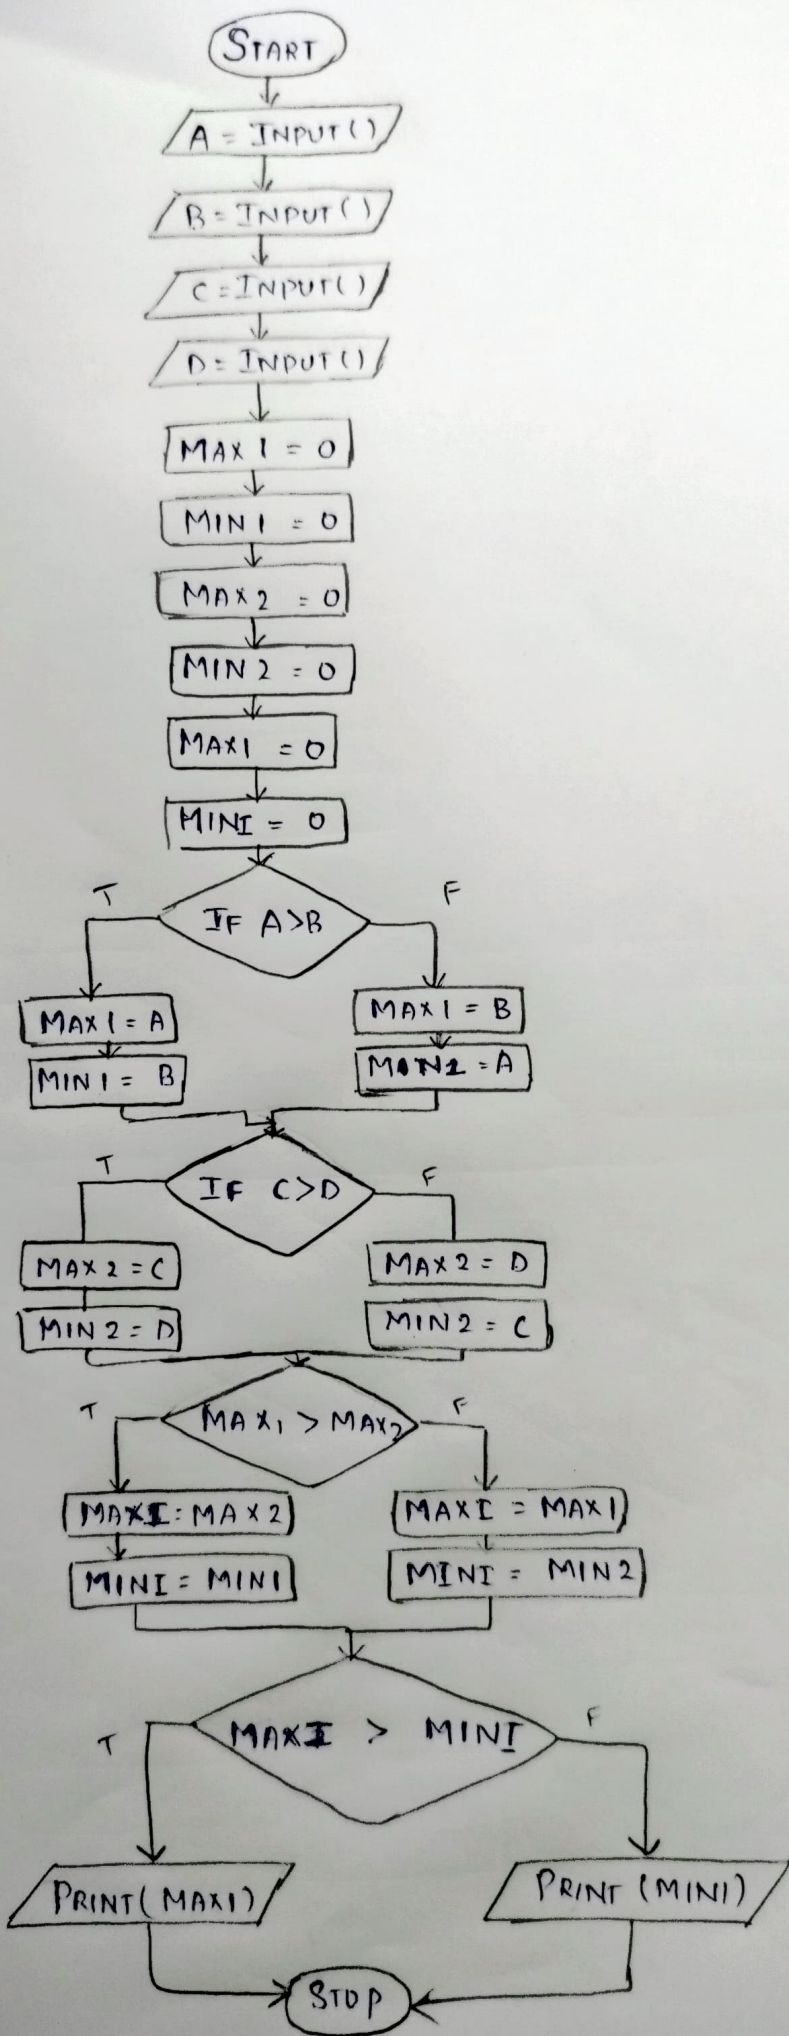 START
A = INPUT()
B = INPUT()
C = INPUT()
D = INPUT()
MAX1 = 0
MIN1 = 0
MAX2 = 0
MIN2 = 0
MAXI = 0
MINI = 0
T
F
IF A>B
MAX1 = A
MAX1 = B
MIN1 = B
MIN1 = A
T
F
IF C>D
MAX2 = C
MAX2 = D
MIN2 = D
MIN2 = C
T
F
MAX1 > MAX2
MAXI = MAX2
MAXI = MAX1
MINI = MIN1
MINI = MIN2
T
F
MAXI > MINI
PRINT(MAXI)
PRINT (MINI)
STOP